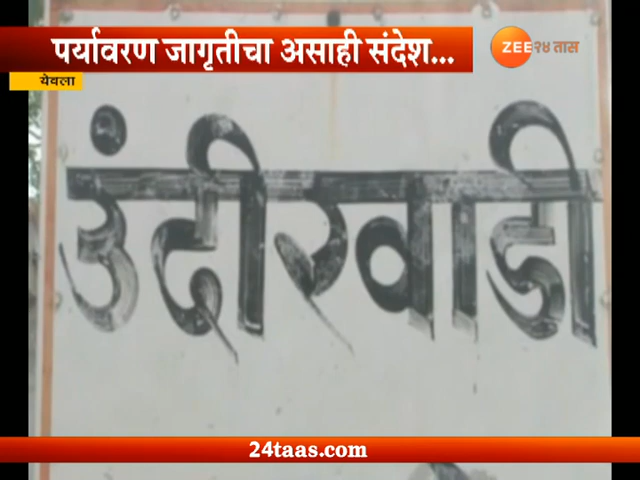 पर्यावरण जागृतीचा असाही संदेश...
ZEE २४ तास
येवला
उंदीरवाडी
24taas.com